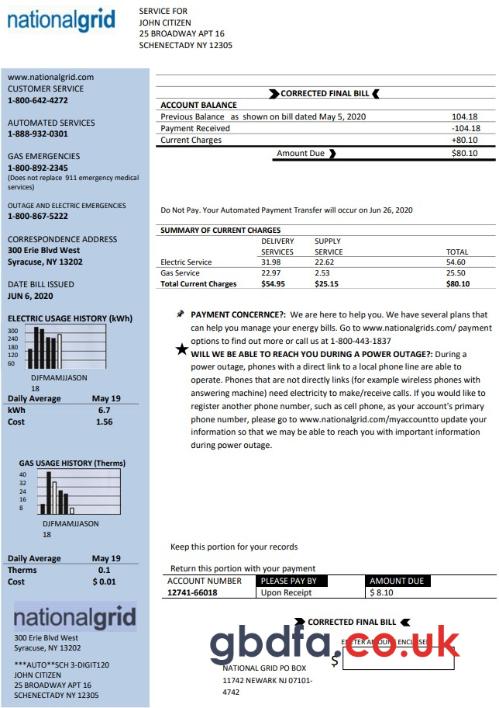 nationalgrid
SERVICE FOR
JOHN CITIZEN
25 BROADWAY APT 16
SCHENECTADY NY 12305
www.nationalgrid.com
CUSTOMER SERVICE
1-800-642-4272
AUTOMATED SERVICES
1-888-932-0301
GAS EMERGENCIES
1-800-892-2345
(Does not replace 911 emergency medical
services)
OUTAGE AND ELECTRIC EMERGENCIES
1-800-867-5222
CORRESPONDENCE ADDRESS
300 Erie Blvd West
Syracuse, NY 13202
DATE BILL ISSUED
JUN 6, 2020
ELECTRIC USAGE HISTORY (kWh)
300
240
180
120
60
DJFMAMJJASON
18
Daily Average May 19
kWh 6.7
Cost 1.56
GAS USAGE HISTORY (Therms)
40
32
24
16
8
DJFMAMJJASON
18
Daily Average May 19
Therms 0.1
Cost $ 0.01
CORRECTED FINAL BILL
ACCOUNT BALANCE
Previous Balance as shown on bill dated May 5, 2020 104.18
Payment Received -104.18
Current Charges +80.10
Amount Due $80.10
Do Not Pay. Your Automated Payment Transfer will occur on Jun 26, 2020
SUMMARY OF CURRENT CHARGES
DELIVERY SUPPLY
SERVICES SERVICE TOTAL
Electric Service 31.98 22.62 54.60
Gas Service 22.97 2.53 25.50
Total Current Charges $54.95 $25.15 $80.10
PAYMENT CONCERNCE?: We are here to help you. We have several plans that
can help you manage your energy bills. Go to www.nationalgrids.com/ payment
options to find out more or call us at 1-800-443-1837
WILL WE BE ABLE TO REACH YOU DURING A POWER OUTAGE?: During a
power outage, phones with a direct link to a local phone line are able to
operate. Phones that are not directly links (for example wireless phones with
answering machine) need electricity to make/receive calls. If you would like to
register another phone number, such as cell phone, as your account's primary
phone number, please go to www.nationalgrid.com/myaccountto update your
information so that we may be able to reach you with important information
during power outage.
Keep this portion for your records
Return this portion with your payment
ACCOUNT NUMBER PLEASE PAY BY AMOUNT DUE
12741-66018 Upon Receipt $ 8.10
nationalgrid
300 Erie Blvd West
Syracuse, NY 13202
***AUTO**SCH 3-DIGIT120
JOHN CITIZEN
25 BROADWAY APT 16
SCHENECTADY NY 12305
CORRECTED FINAL BILL
gbdfa.co.uk
ENTER AMOUNT ENCLOSED
$
NATIONAL GRID PO BOX
11742 NEWARK NJ 07101-
4742